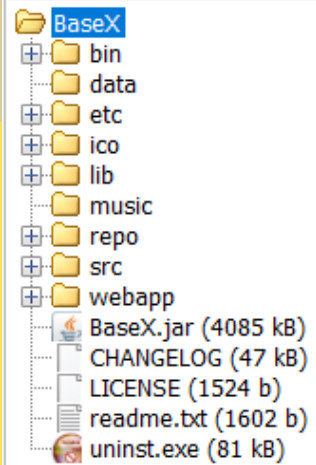 BaseX
bin
data
etc
ico
lib
music
repo
src
webapp
BaseX.jar (4085 kB)
CHANGELOG (47 kB)
LICENSE (1524 b)
readme.txt (1602 b)
uninst.exe (81 kB)